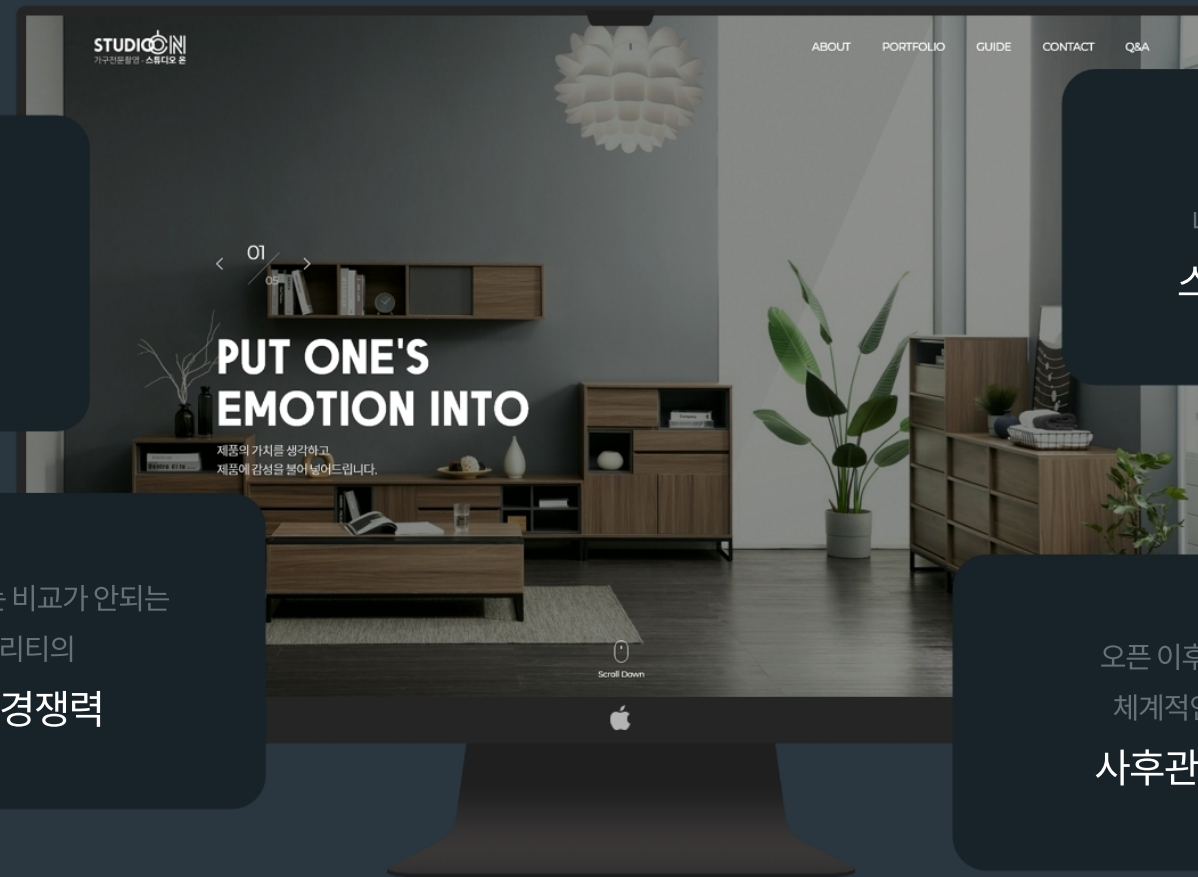 STUDIO ON
가구전문촬영 - 스튜디오 온
ABOUT PORTFOLIO GUIDE CONTACT Q&A
01
05
PUT ONE'S
EMOTION INTO
제품의 가치를 생각하고
제품에 감성을 불어 넣어드립니다.
Scroll Down
비교가 안되는
리티의
경쟁력
오픈 이후
체계적인
사후관